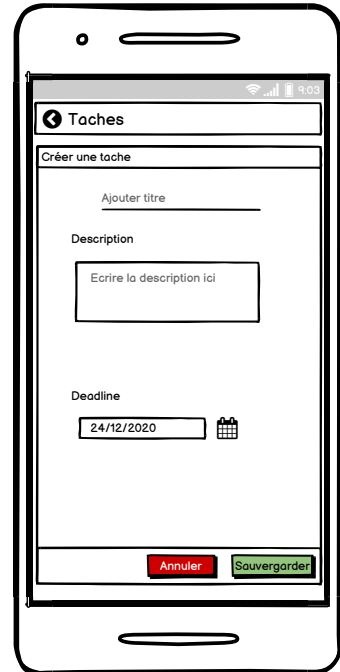 9:03
Taches
Créer une tache
Ajouter titre
Description
Ecrire la description ici
Deadline
24/12/2020
Annuler
Sauvergarder